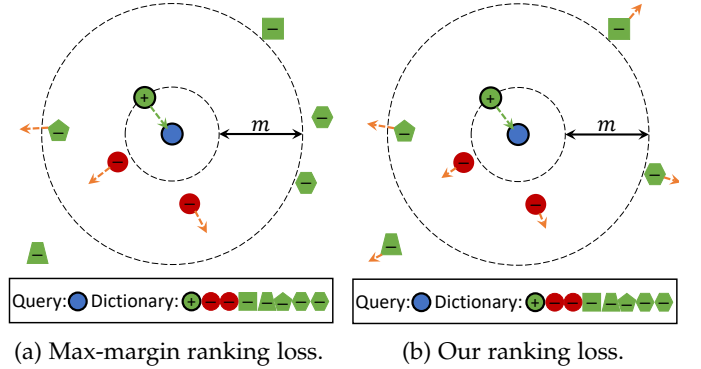 m
m
Query: Dictionary:
Query: Dictionary:
(a) Max-margin ranking loss.
(b) Our ranking loss.